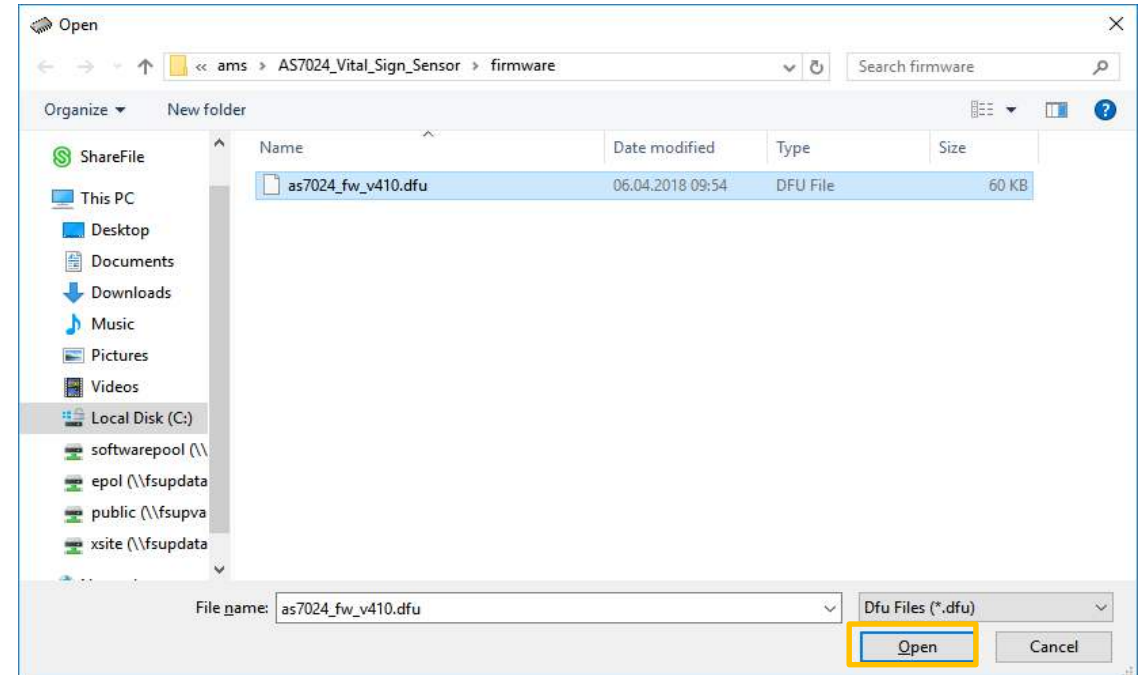 Open
« ams › AS7024_Vital_Sign_Sensor › firmware
Search firmware
Organize
New folder
Name
Date modified
Type
Size
as7024_fw_v410.dfu
06.04.2018 09:54
DFU File
60 KB
ShareFile
This PC
Desktop
Documents
Downloads
Music
Pictures
Videos
Local Disk (C:)
softwarepool (\\
epol (\\fsupdata
public (\\fsupva
xsite (\\fsupdata
File name:
as7024_fw_v410.dfu
Dfu Files (*.dfu)
Open
Cancel